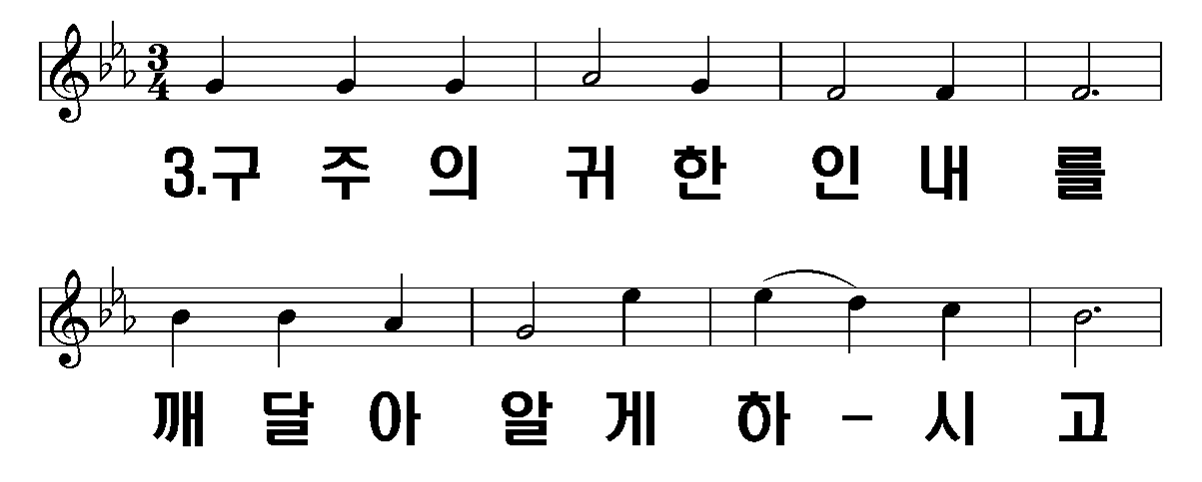 3.구 주 의 귀 한 인 내 를
깨 달 아 알 게 하 - 시 고